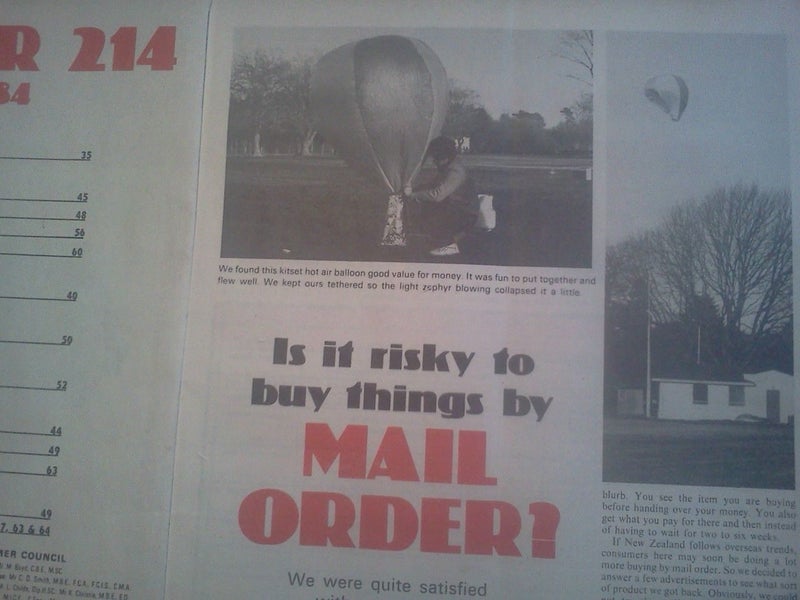 R 214
84
35
45
48
56
60
40
50
52
44
49
63
49
7, 63 & 64
MER COUNCIL
We found this kitset hot air balloon good value for money. It was fun to put together and
flew well. We kept ours tethered so the light zephyr blowing collapsed it a little.
Is it risky to
buy things by
MAIL
ORDER?
We were quite satisfied
blurb. You see the item you are buying
before handing over your money. You also
get what you pay for there and then instead
of having to wait for two to six weeks.
If New Zealand follows overseas trends,
consumers here may soon be doing a lot
more buying by mail order. So we decided to
answer a few advertisements to see what sort
of product we got back. Obviously, we could